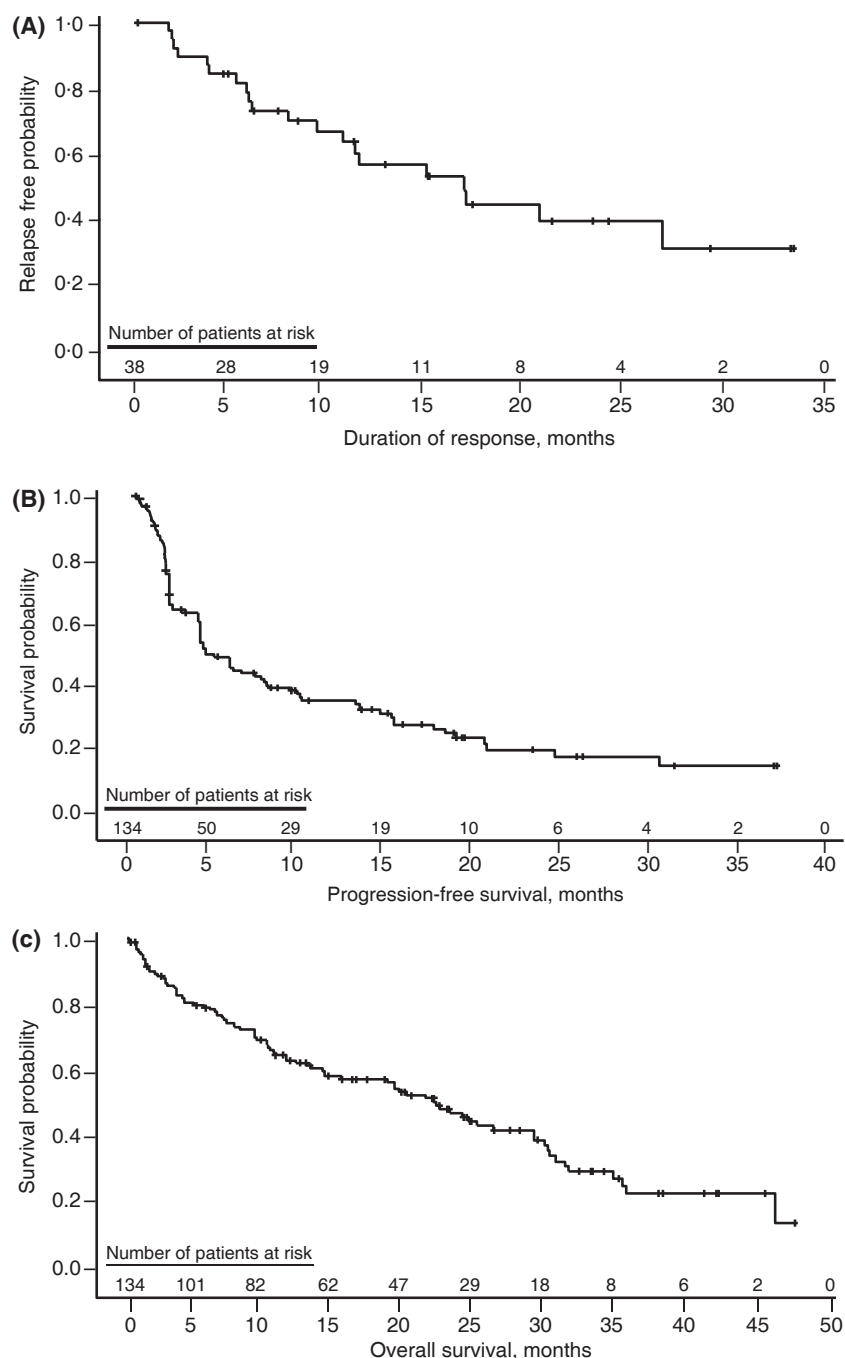 (A)
Relapse free probability
1·0
0·8
0·6
0·4
0·2
0·0
Number of patients at risk
38 28 19 11 8 4 2 0
0 5 10 15 20 25 30 35
Duration of response, months
(B)
Survival probability
1.0
0.8
0.6
0.4
0.2
0.0
Number of patients at risk
134 50 29 19 10 6 4 2 0
0 5 10 15 20 25 30 35 40
Progression-free survival, months
(c)
Survival probability
1.0
0.8
0.6
0.4
0.2
0.0
Number of patients at risk
134 101 82 62 47 29 18 8 6 2 0
0 5 10 15 20 25 30 35 40 45 50
Overall survival, months